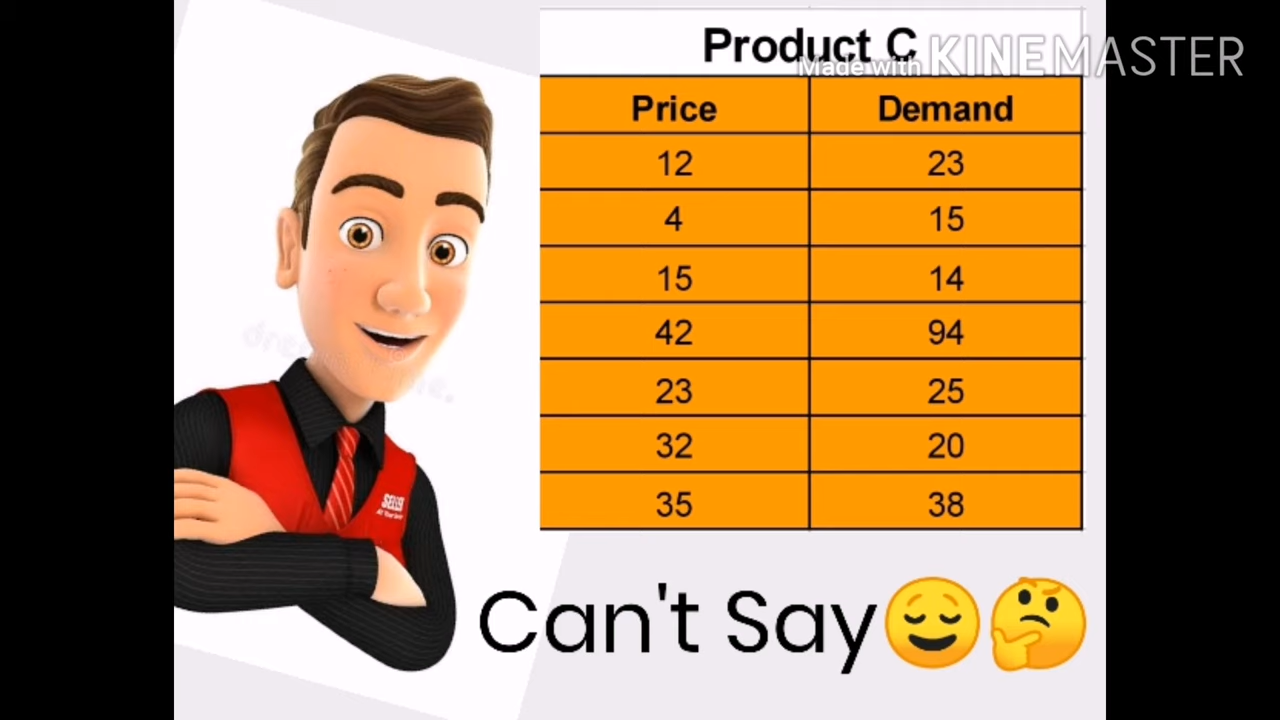 Product C
Made with KINEMASTER
Price Demand
12 23
4 15
15 14
42 94
23 25
32 20
35 38
SELLER
Can't Say😌🤔